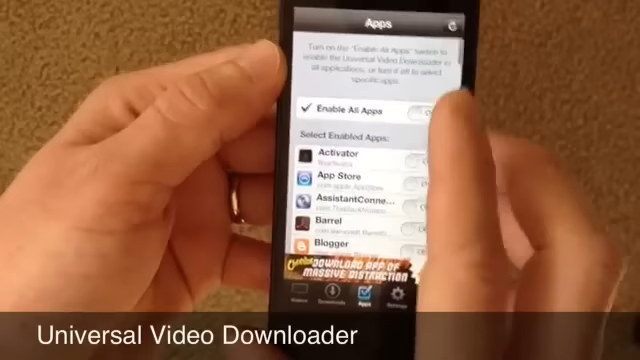 Apps
Turn on the "Enable All Apps" switch to
enable the Universal Video Downloader in
all applications, or turn it off to select
specific apps.
Enable All Apps
Select Enabled Apps:
Activator
App Store
com.apple.AppStore
AssistantConne...
Barrel
Blogger
Cheetos DOWNLOAD APP OF
MASSIVE DISTRACTION
Downloads Apps Settings
Universal Video Downloader